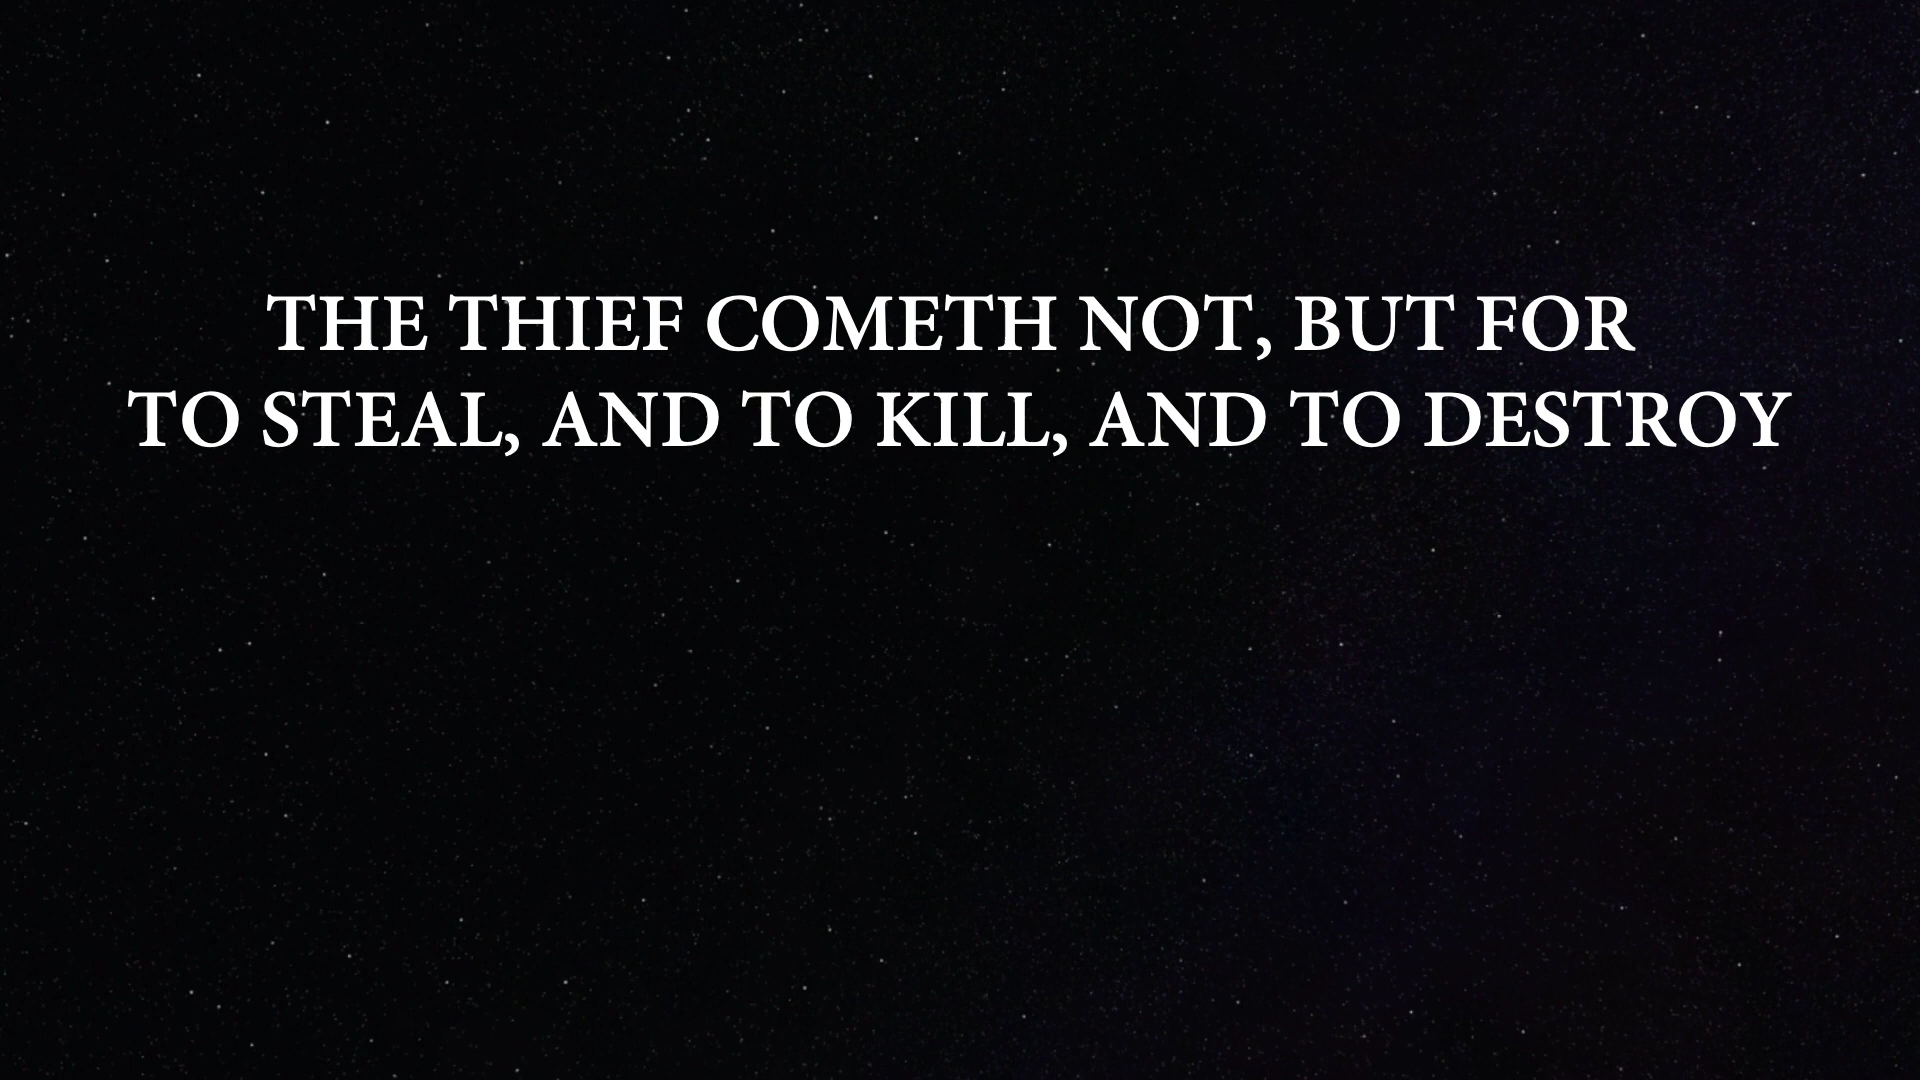 THE THIEF COMETH NOT, BUT FOR
TO STEAL, AND TO KILL, AND TO DESTROY